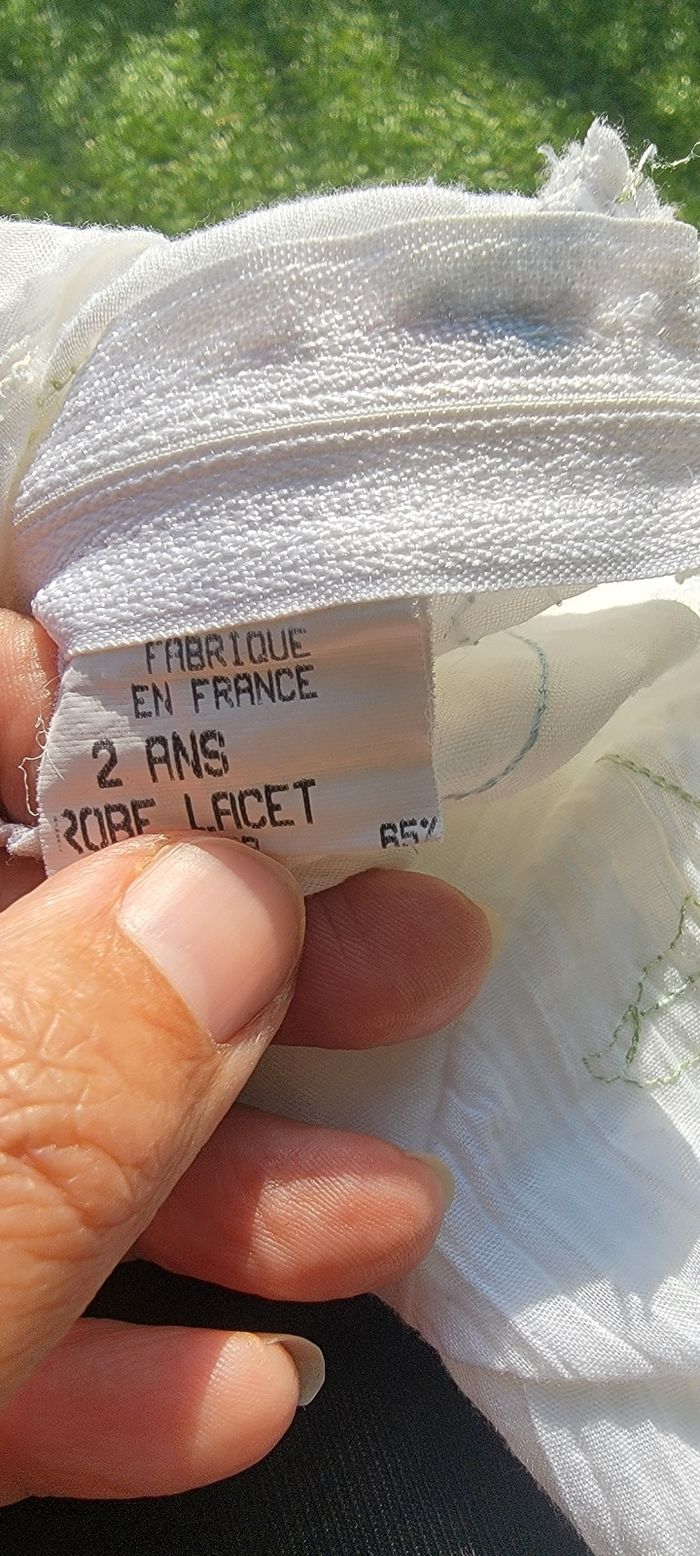 FABRIQUE
EN FRANCE
2 ANS
ROBE LACET